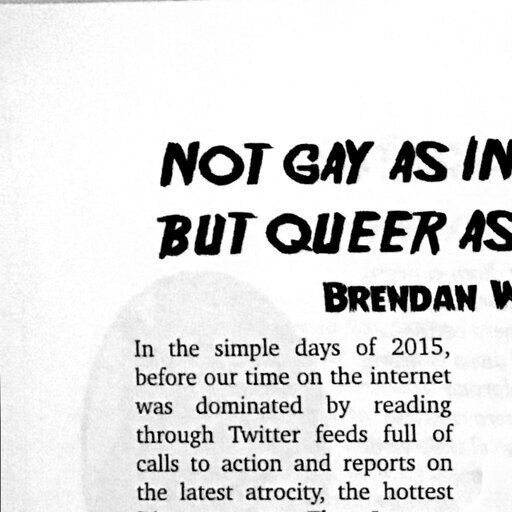 NOT GAY AS IN
BUT QUEER AS
BRENDAN W
In the simple days of 2015,
before our time on the internet
was dominated by reading
through Twitter feeds full of
calls to action and reports on
the latest atrocity, the hottest